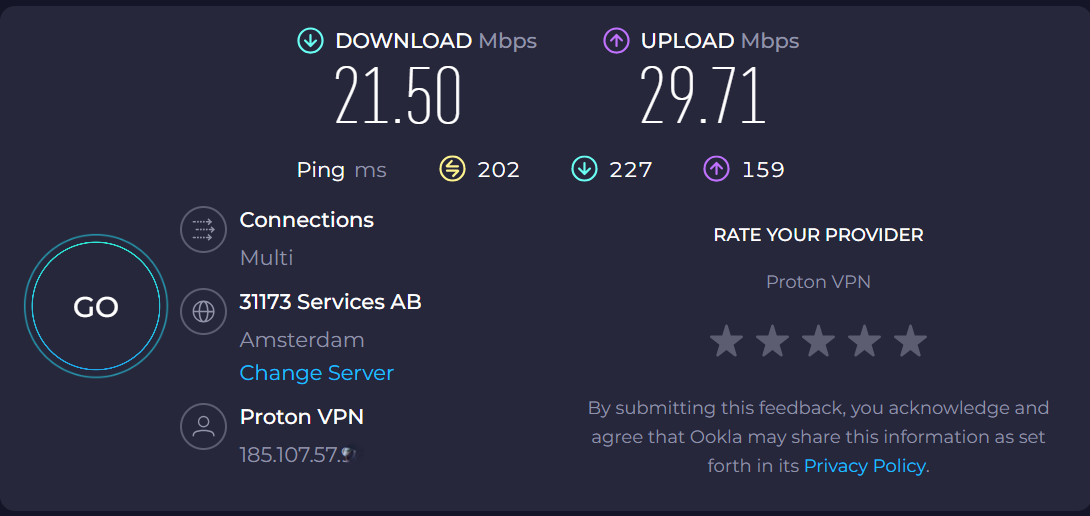 DOWNLOAD Mbps
21.50
UPLOAD Mbps
29.71
Ping ms 202 227 159
GO
Connections
Multi
31173 Services AB
Amsterdam
Change Server
Proton VPN
185.107.57.
RATE YOUR PROVIDER
Proton VPN
By submitting this feedback, you acknowledge and
agree that Ookla may share this information as set
forth in its Privacy Policy.